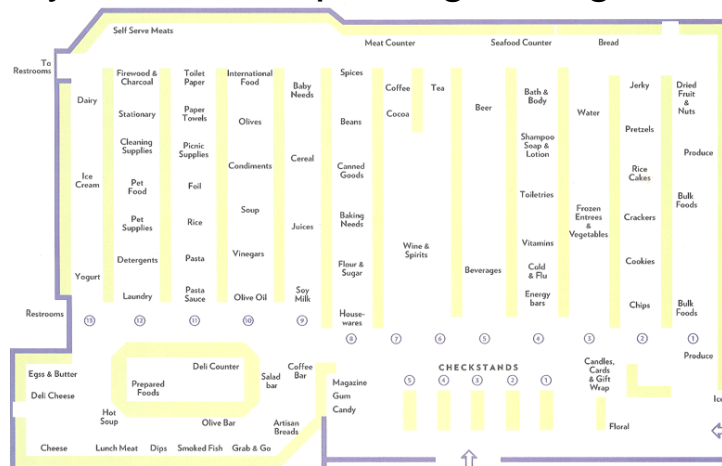 Self Serve Meats
Meat Counter
Seafood Counter
Bread
To
Restrooms
Dairy
Ice
Cream
Yogurt
13
Firewood &
Charcoal
Stationary
Cleaning
Supplies
Pet
Food
Pet
Supplies
Detergents
Laundry
12
Toilet
Paper
Paper
Towels
Picnic
Supplies
Foil
Rice
Pasta
Pasta
Sauce
11
International
Food
Olives
Condiments
Soup
Vinegars
Olive Oil
10
Baby
Needs
Cereal
Juices
Soy
Milk
9
Spices
Beans
Canned
Goods
Baking
Needs
Flour &
Sugar
House-
wares
8
Coffee
Cocoa
7
Tea
Wine &
Spirits
6
Beer
Beverages
5
Bath &
Body
Shampoo
Soap &
Lotion
Toiletries
Vitamins
Cold
& Flu
Energy
bars
4
Water
Frozen
Entrees
&
Vegetables
3
Jerky
Pretzels
Rice
Cakes
Crackers
Cookies
Chips
2
Dried
Fruit
&
Nuts
Produce
Bulk
Foods
Bulk
Foods
1
Produce
Restrooms
Eggs & Butter
Deli Cheese
Cheese
Hot
Soup
Lunch Meat
Dips
Smoked Fish
Grab & Go
Prepared
Foods
Deli Counter
Salad
bar
Coffee
Bar
Olive Bar
Artisan
Breads
Magazine
Gum
Candy
CHECKSTANDS
5
4
3
2
1
Candles,
Cards
& Gift
Wrap
Floral
Ice